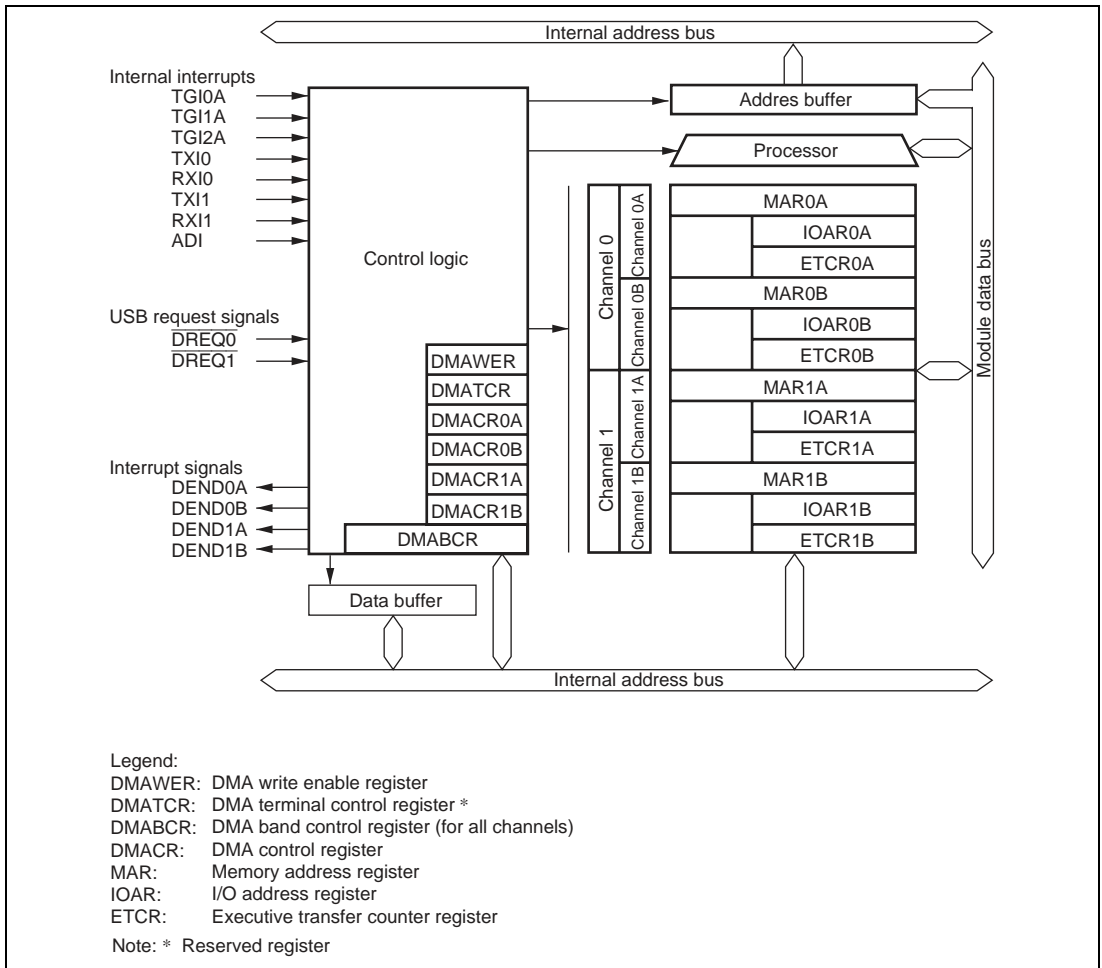 Internal address bus
Internal interrupts
TGI0A
TGI1A
TGI2A
TXI0
RXI0
TXI1
RXI1
ADI
USB request signals
DREQ0
DREQ1
Interrupt signals
DEND0A
DEND0B
DEND1A
DEND1B
Control logic
DMAWER
DMATCR
DMACR0A
DMACR0B
DMACR1A
DMACR1B
DMABCR
Data buffer
Addres buffer
Processor
Channel 0
Channel 0A
Channel 0B
Channel 1
Channel 1A
Channel 1B
MAR0A
IOAR0A
ETCR0A
MAR0B
IOAR0B
ETCR0B
MAR1A
IOAR1A
ETCR1A
MAR1B
IOAR1B
ETCR1B
Module data bus
Internal address bus
Legend:
DMAWER: DMA write enable register
DMATCR: DMA terminal control register *
DMABCR: DMA band control register (for all channels)
DMACR: DMA control register
MAR: Memory address register
IOAR: I/O address register
ETCR: Executive transfer counter register
Note: * Reserved register